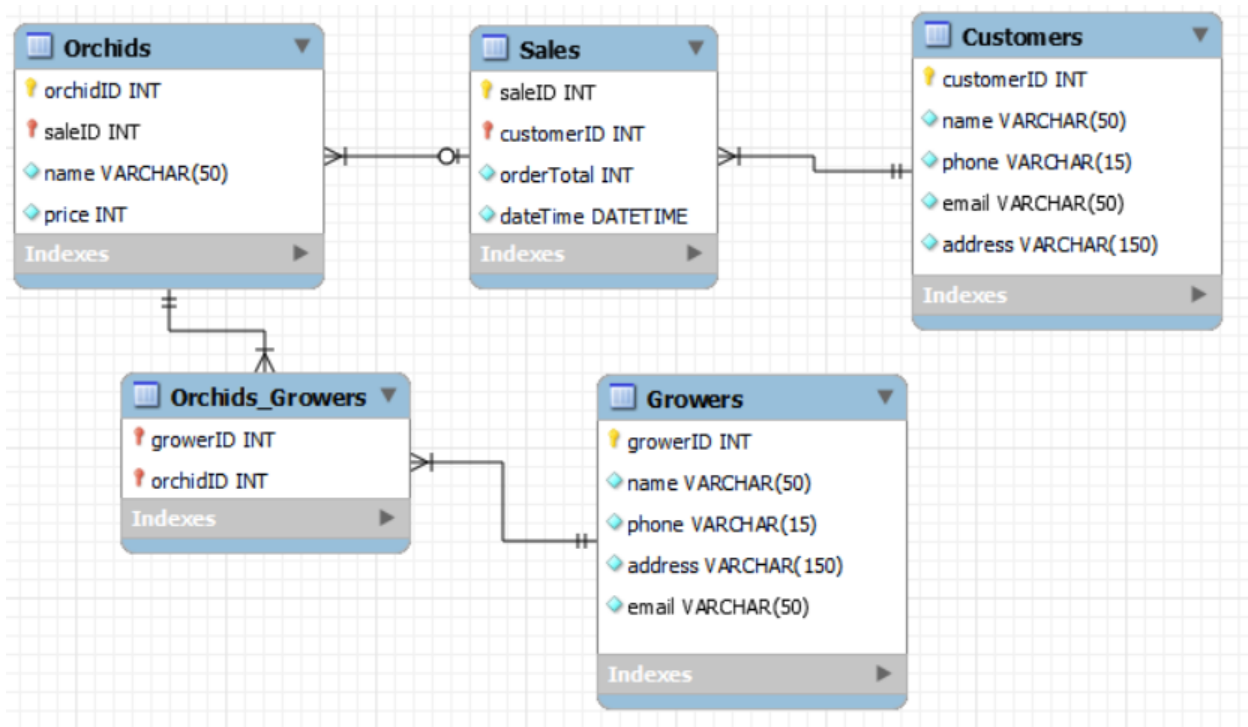 Orchids
orchidID INT
saleID INT
name VARCHAR(50)
price INT
Indexes
Sales
saleID INT
customerID INT
orderTotal INT
dateTime DATETIME
Indexes
Customers
customerID INT
name VARCHAR(50)
phone VARCHAR(15)
email VARCHAR(50)
address VARCHAR(150)
Indexes
Orchids_Growers
growerID INT
orchidID INT
Indexes
Growers
growerID INT
name VARCHAR(50)
phone VARCHAR(15)
address VARCHAR(150)
email VARCHAR(50)
Indexes